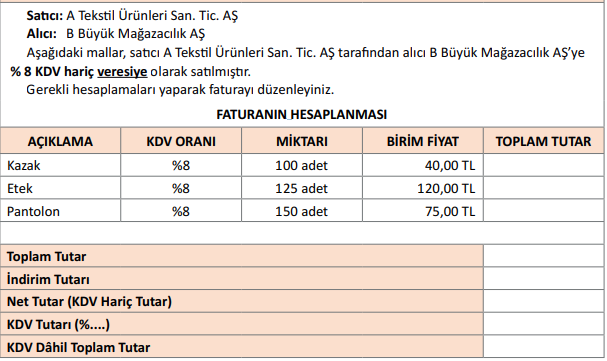 Satıcı: A Tekstil Ürünleri San. Tic. AŞ
Alıcı: B Büyük Mağazacılık AŞ
Aşağıdaki mallar, satıcı A Tekstil Ürünleri San. Tic. AŞ tarafından alıcı B Büyük Mağazacılık AŞ'ye
% 8 KDV hariç veresiye olarak satılmıştır.
Gerekli hesaplamaları yaparak faturayı düzenleyiniz.
FATURANIN HESAPLANMASI
AÇIKLAMA KDV ORANI MİKTARI BİRİM FİYAT TOPLAM TUTAR
Kazak %8 100 adet 40,00 TL
Etek %8 125 adet 120,00 TL
Pantolon %8 150 adet 75,00 TL
Toplam Tutar
İndirim Tutarı
Net Tutar (KDV Hariç Tutar)
KDV Tutarı (%....)
KDV Dâhil Toplam Tutar